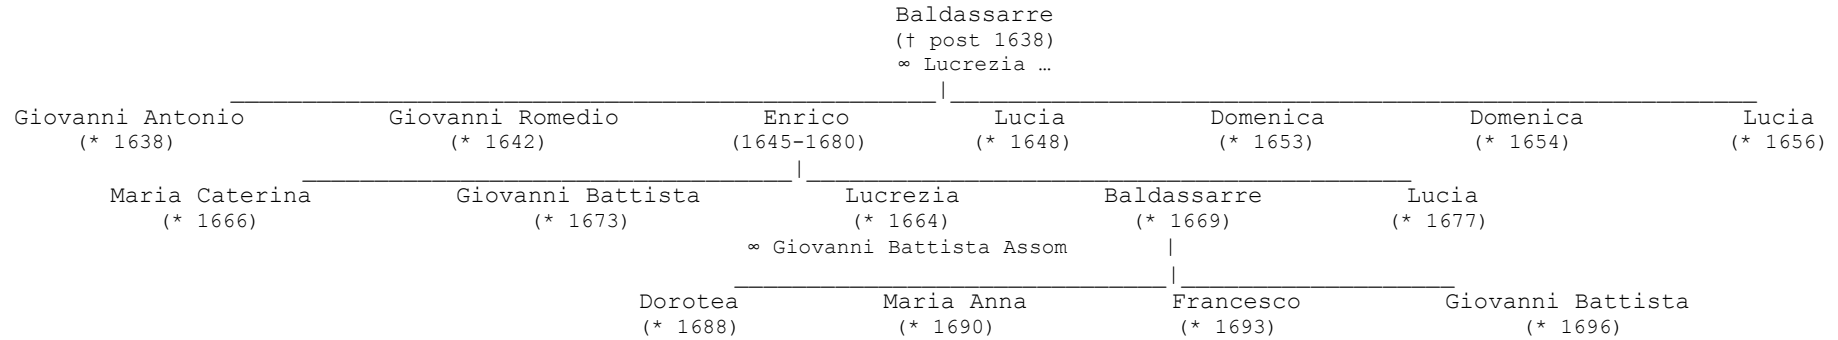 Baldassarre
(† post 1638)
∞ Lucrezia …
Giovanni Antonio Giovanni Romedio Enrico Lucia Domenica Domenica Lucia
(* 1638) (* 1642) (1645-1680) (* 1648) (* 1653) (* 1654) (* 1656)
Maria Caterina Giovanni Battista Lucrezia Baldassarre Lucia
(* 1666) (* 1673) (* 1664) (* 1669) (* 1677)
∞ Giovanni Battista Assom
Dorotea Maria Anna Francesco Giovanni Battista
(* 1688) (* 1690) (* 1693) (* 1696)